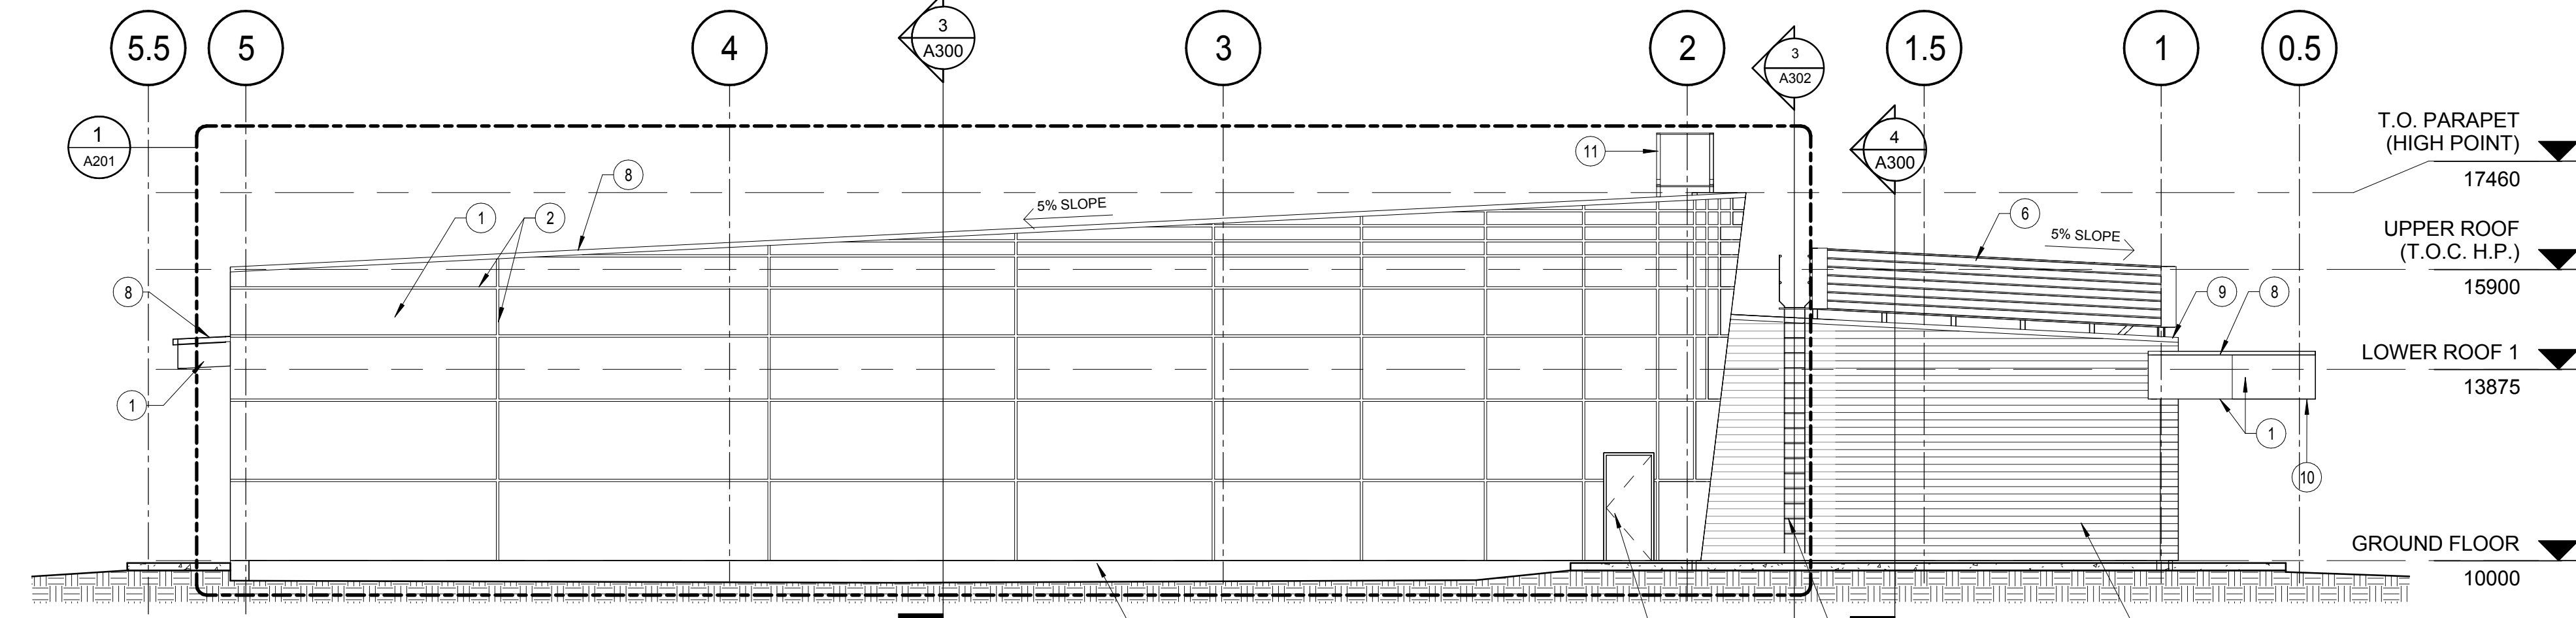 5.5
5
4
3
A300
3
2
3
A302
1.5
1
0.5
1
A201
11
4
A300
T.O. PARAPET
(HIGH POINT)
17460
8
1
2
5% SLOPE
6
5% SLOPE
UPPER ROOF
(T.O.C. H.P.)
15900
8
9
8
LOWER ROOF 1
13875
1
1
10
GROUND FLOOR
10000